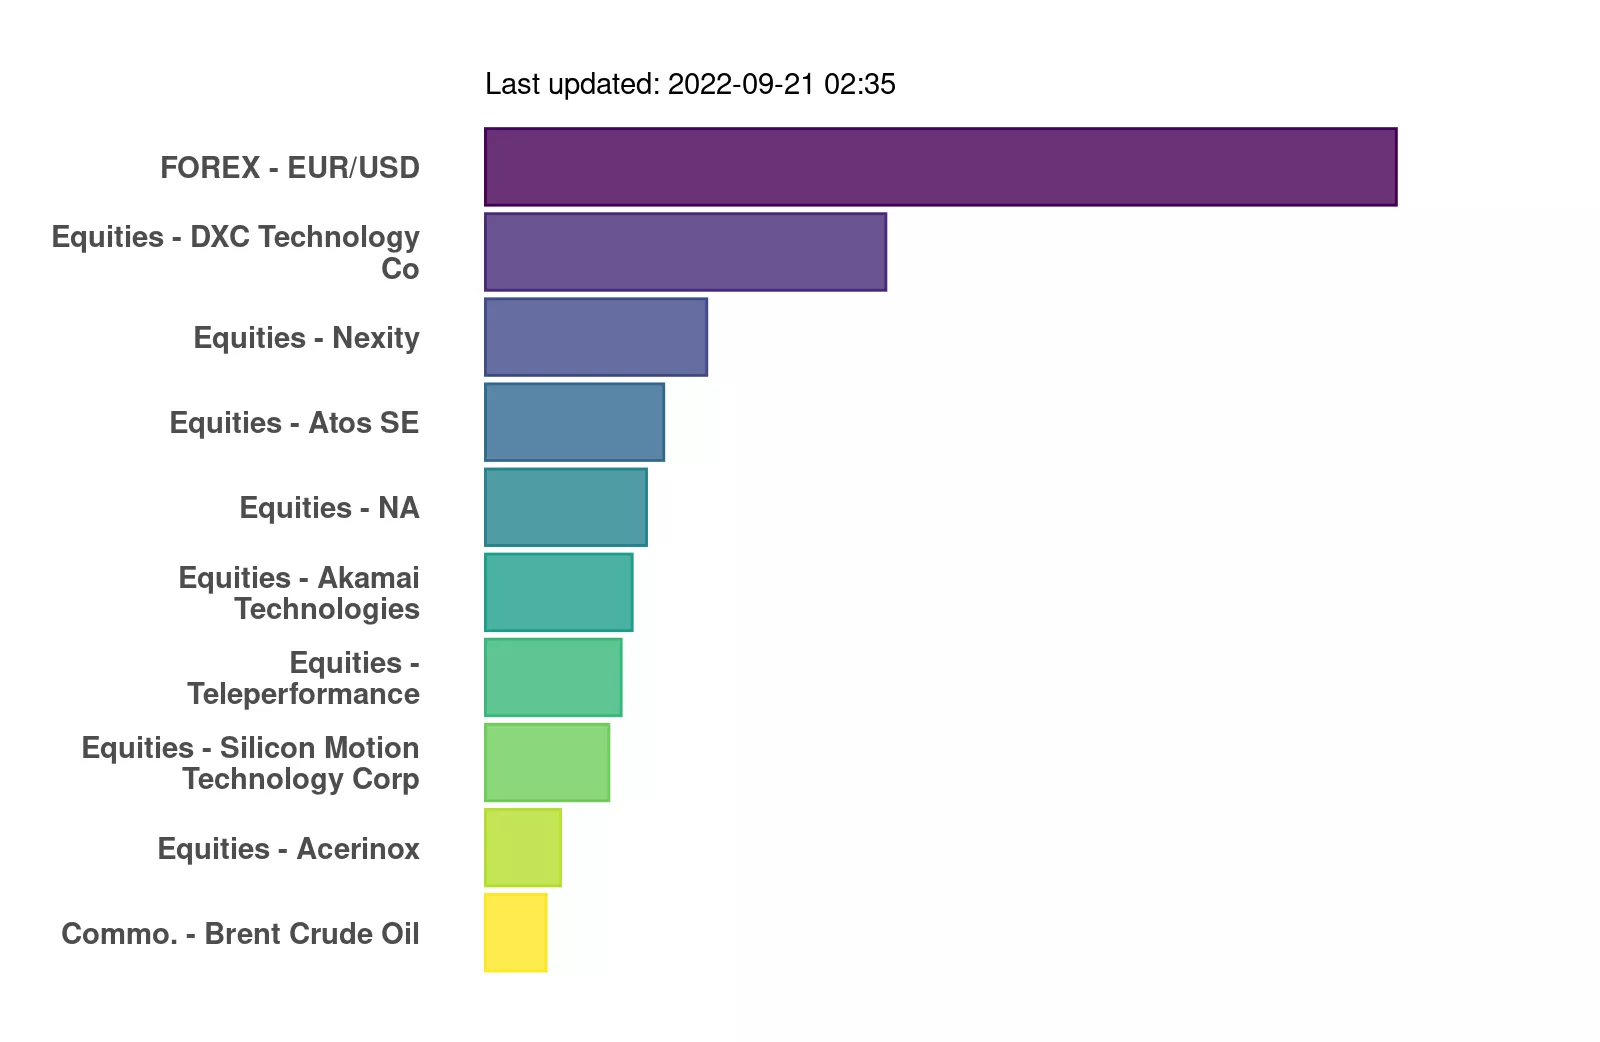 Last updated: 2022-09-21 02:35
FOREX - EUR/USD
Equities - DXC Technology
Co
Equities - Nexity
Equities - Atos SE
Equities - NA
Equities - Akamai
Technologies
Equities -
Teleperformance
Equities - Silicon Motion
Technology Corp
Equities - Acerinox
Commo. - Brent Crude Oil